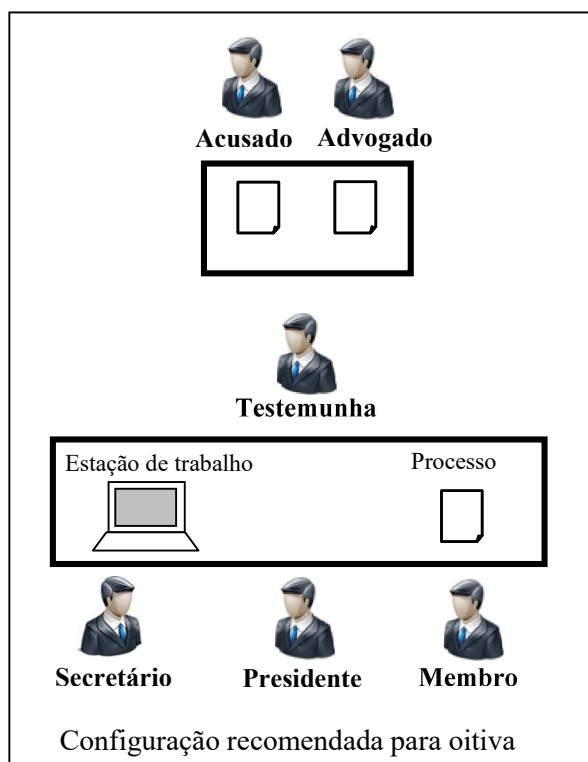 Acusado Advogado
Testemunha
Estação de trabalho Processo
Secretário Presidente Membro
Configuração recomendada para oitiva